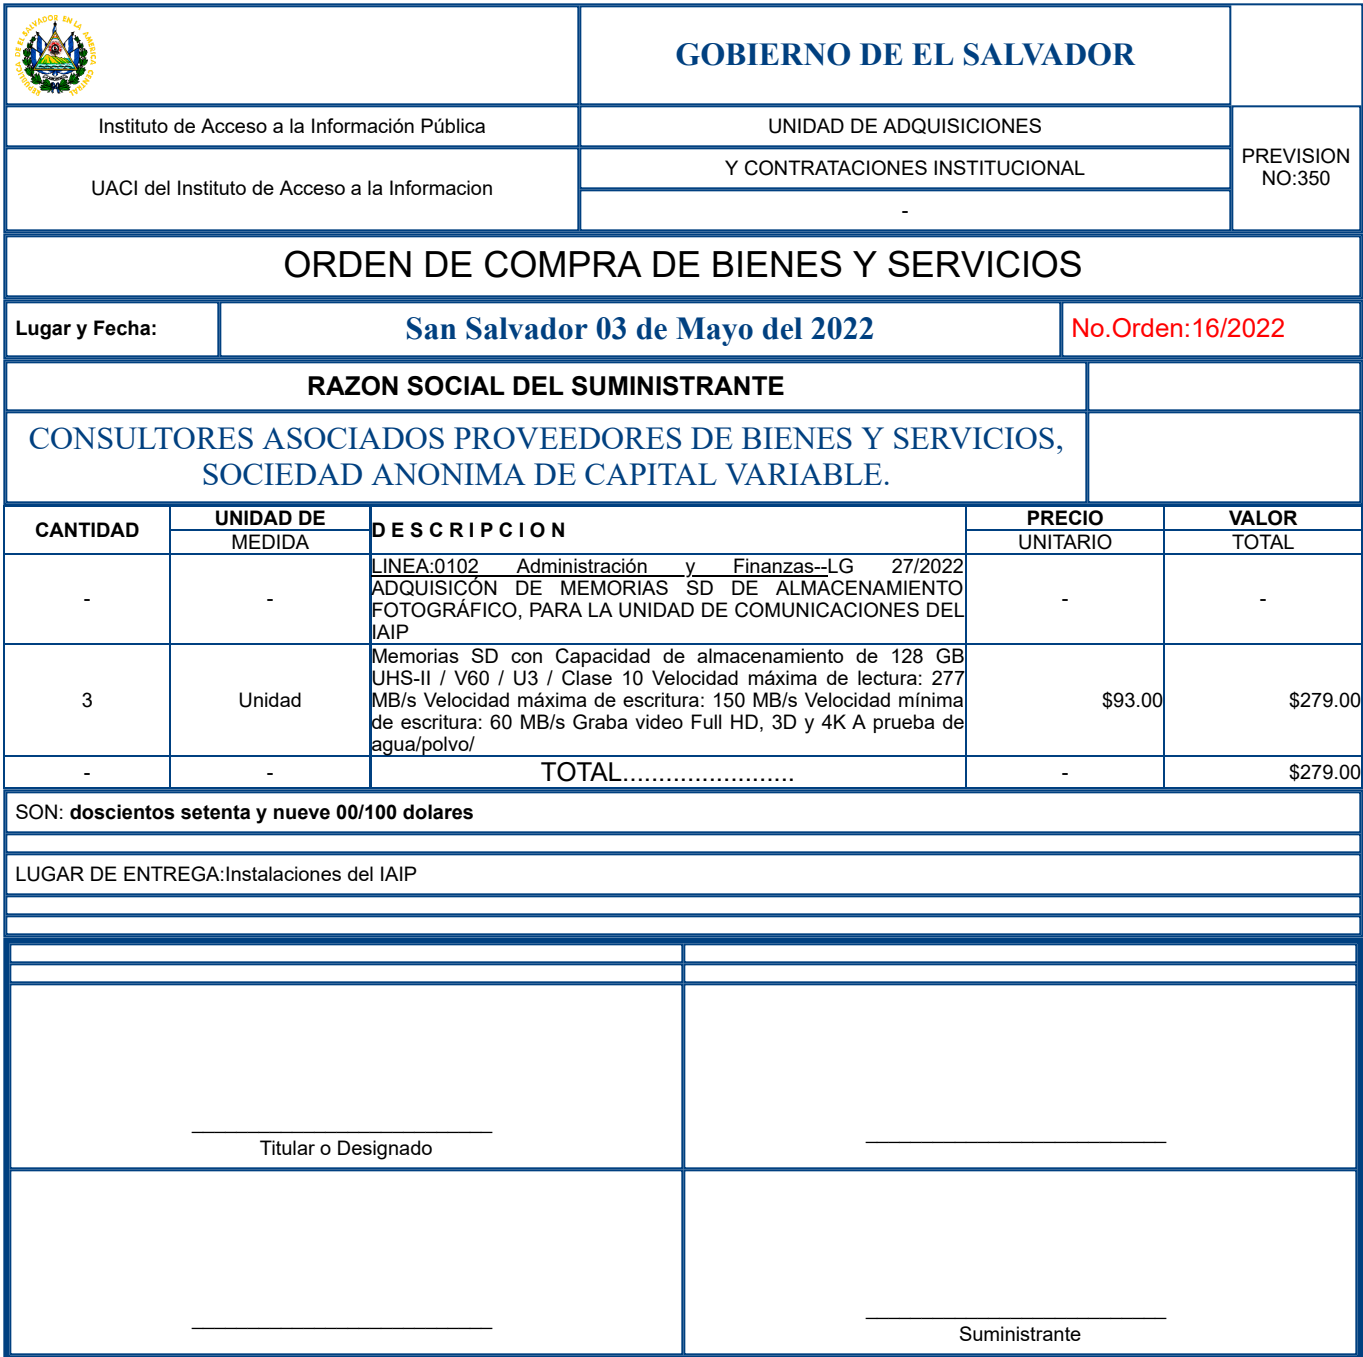 REPUBLICA DE EL SALVADOR EN LA AMERICA CENTRAL
GOBIERNO DE EL SALVADOR
Instituto de Acceso a la Información Pública
UNIDAD DE ADQUISICIONES
PREVISION
NO:350
UACI del Instituto de Acceso a la Informacion
Y CONTRATACIONES INSTITUCIONAL
-
ORDEN DE COMPRA DE BIENES Y SERVICIOS
Lugar y Fecha:
San Salvador 03 de Mayo del 2022
No.Orden:16/2022
RAZON SOCIAL DEL SUMINISTRANTE
CONSULTORES ASOCIADOS PROVEEDORES DE BIENES Y SERVICIOS,
SOCIEDAD ANONIMA DE CAPITAL VARIABLE.
CANTIDAD
UNIDAD DE
MEDIDA
D E S C R I P C I O N
PRECIO
UNITARIO
VALOR
TOTAL
-
-
LINEA:0102 Administración y Finanzas--LG 27/2022
ADQUISICÓN DE MEMORIAS SD DE ALMACENAMIENTO
FOTOGRÁFICO, PARA LA UNIDAD DE COMUNICACIONES DEL
IAIP
-
-
3
Unidad
Memorias SD con Capacidad de almacenamiento de 128 GB
UHS-II / V60 / U3 / Clase 10 Velocidad máxima de lectura: 277
MB/s Velocidad máxima de escritura: 150 MB/s Velocidad mínima
de escritura: 60 MB/s Graba video Full HD, 3D y 4K A prueba de
agua/polvo/
$93.00
$279.00
-
-
TOTAL........................
-
$279.00
SON: doscientos setenta y nueve 00/100 dolares
LUGAR DE ENTREGA:Instalaciones del IAIP
Titular o Designado
Suministrante